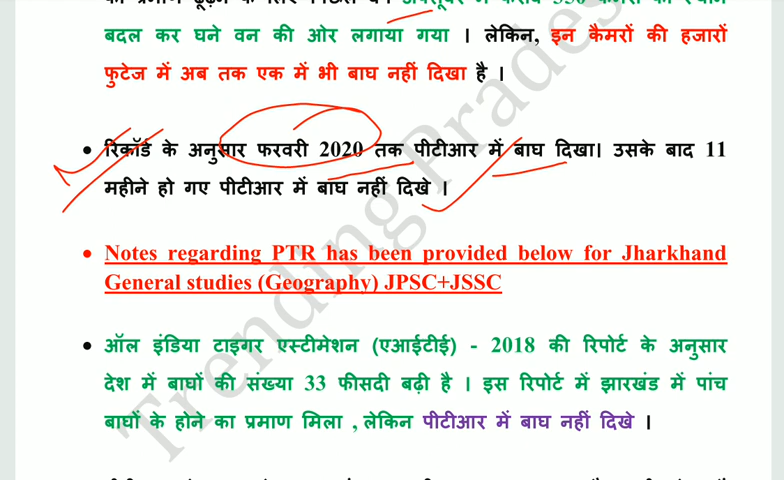 बदल कर घने वन की ओर लगाया गया । लेकिन, इन कैमरों की हजारों
फुटेज में अब तक एक में भी बाघ नहीं दिखा है ।
• रिकॉर्ड के अनुसार फरवरी 2020 तक पीटीआर में बाघ दिखा। उसके बाद 11
महीने हो गए पीटीआर में बाघ नहीं दिखे ।
• Notes regarding PTR has been provided below for Jharkhand
General studies (Geography) JPSC+JSSC
• ऑल इंडिया टाइगर एस्टीमेशन (एआईटीई) - 2018 की रिपोर्ट के अनुसार
देश में बाघों की संख्या 33 फीसदी बढ़ी है । इस रिपोर्ट में झारखंड में पांच
बाघों के होने का प्रमाण मिला , लेकिन पीटीआर में बाघ नहीं दिखे ।
Trending Prades